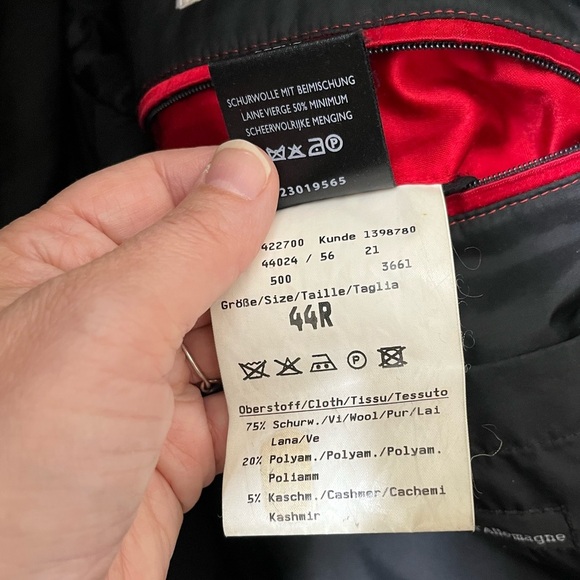 SCHURWOLLE MIT BEIMISCHUNG
LAINE VIERGE 50% MINIMUM
SCHEERWOLRIJKE MENGING
23019565
422700 Kunde 1398780
44024 / 56 21
500 3661
Größe/Size/Taille/Taglia
44R
Oberstoff/Cloth/Tissu/Tessuto
75% Schurw./Vi/Wool/Pur/Lai
Lana/Ve
20% Polyam./Polyam./Polyam.
Poliamm
5% Kaschm./Cashmer/Cachemi
Kashmir
Allemagne